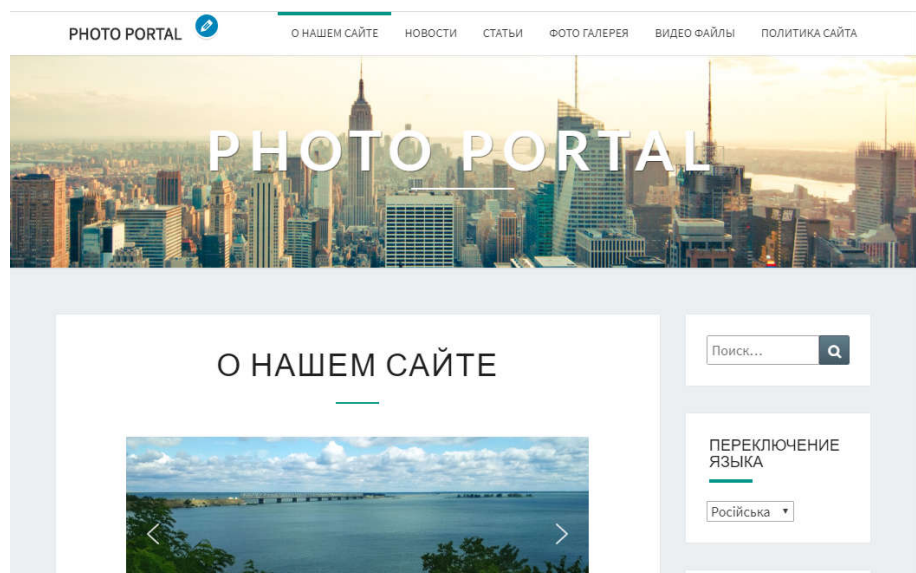 PHOTO PORTAL
О НАШЕМ САЙТЕ НОВОСТИ СТАТЬИ ФОТО ГАЛЕРЕЯ ВИДЕО ФАЙЛЫ ПОЛИТИКА САЙТА
PHOTO PORTAL
О НАШЕМ САЙТЕ
Поиск...
ПЕРЕКЛЮЧЕНИЕ
ЯЗЫКА
Російська